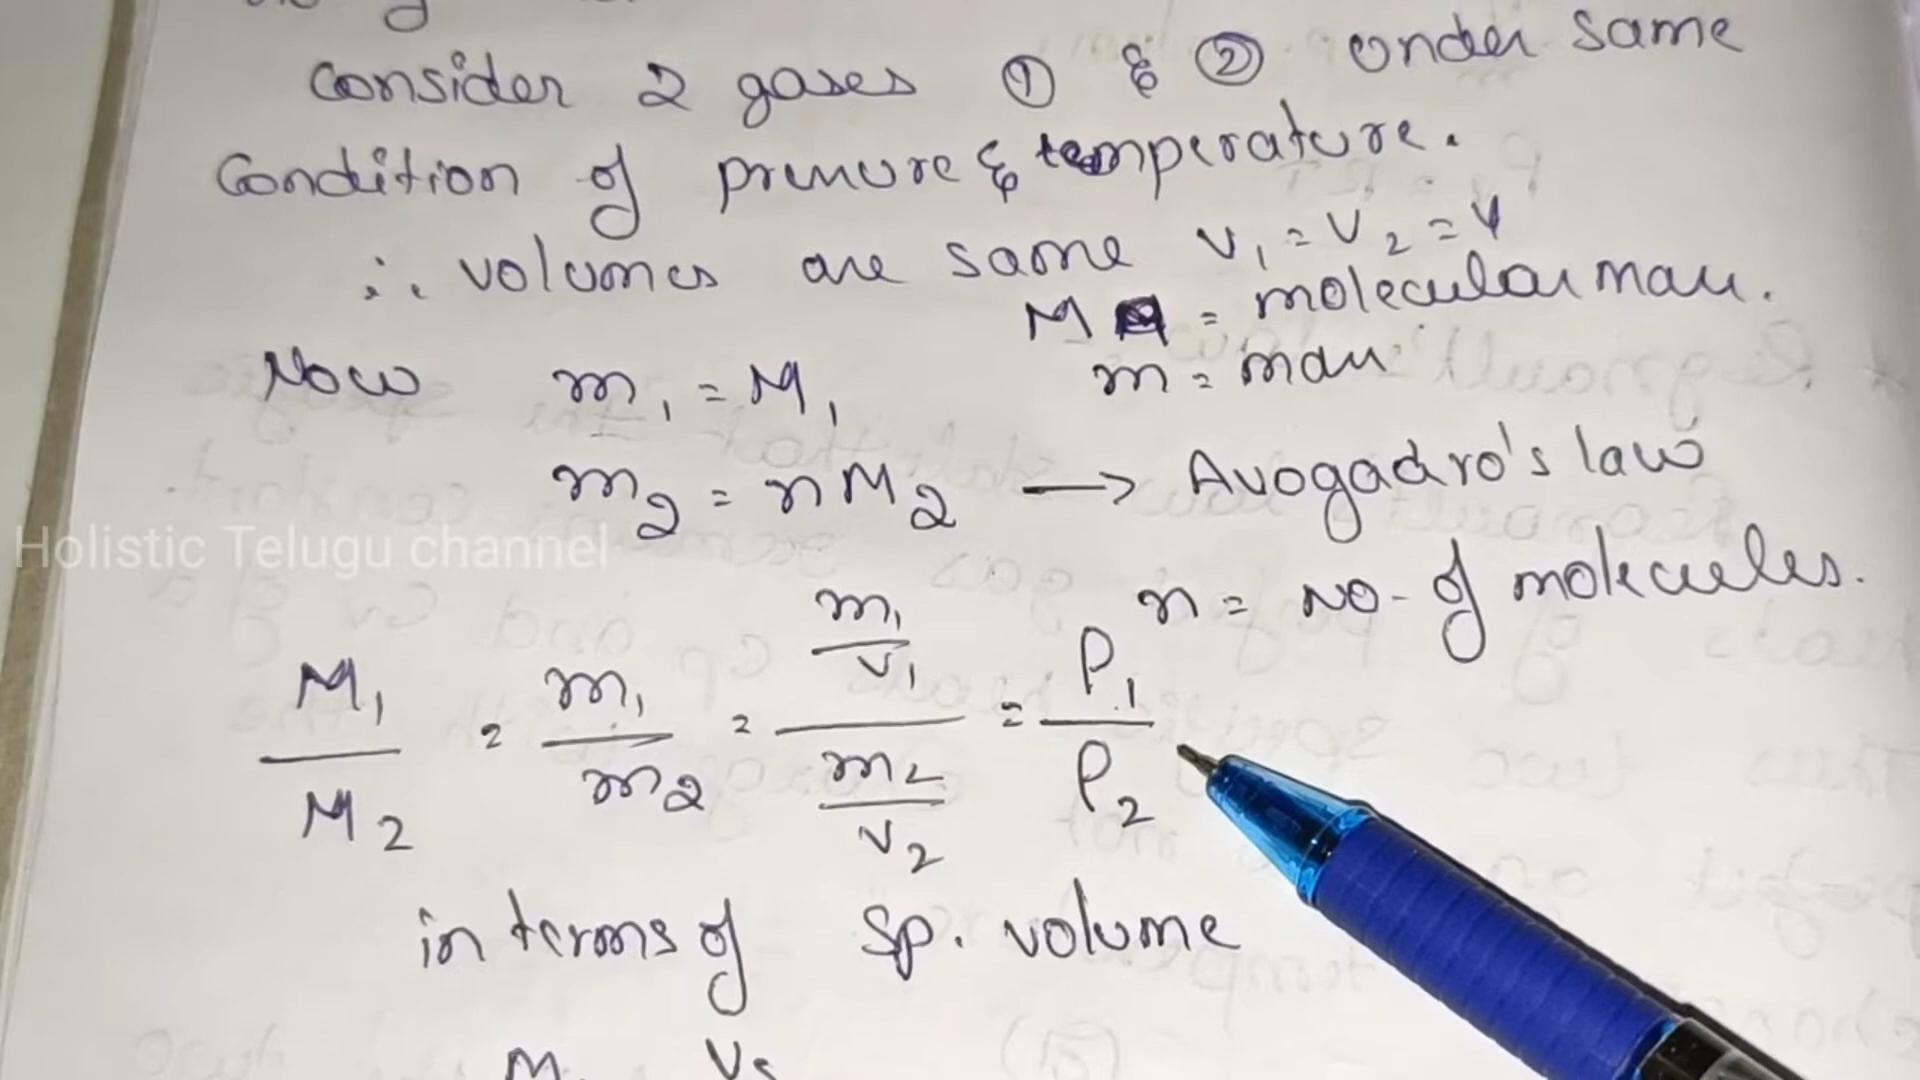 Consider 2 gases ① & ② under same
Condition of pressure & temperature.
∴ volumes are same V₁ = V₂ = V
M = molecular mass.
m = mass
Now m₁ = M₁
m₂ = nM₂ → Avogadro's law
Holistic Telugu channel
n = No. of molecules.
M₁/M₂ = m₁/m₂ = (m₁/V₁)/(m₂/V₂) = ρ₁/ρ₂
in terms of sp. volume